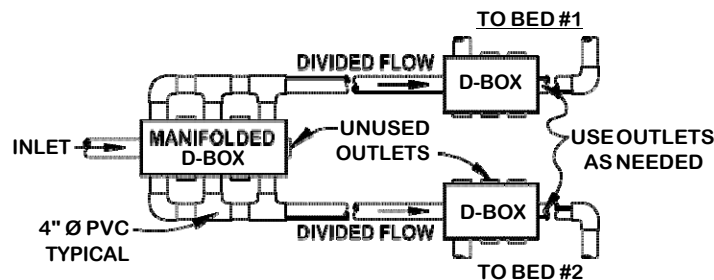 TO BED #1
DIVIDED FLOW
D-BOX
INLET
MANIFOLDED
D-BOX
UNUSED
OUTLETS
USE OUTLETS
AS NEEDED
4" Ø PVC
TYPICAL
D-BOX
DIVIDED FLOW
TO BED #2